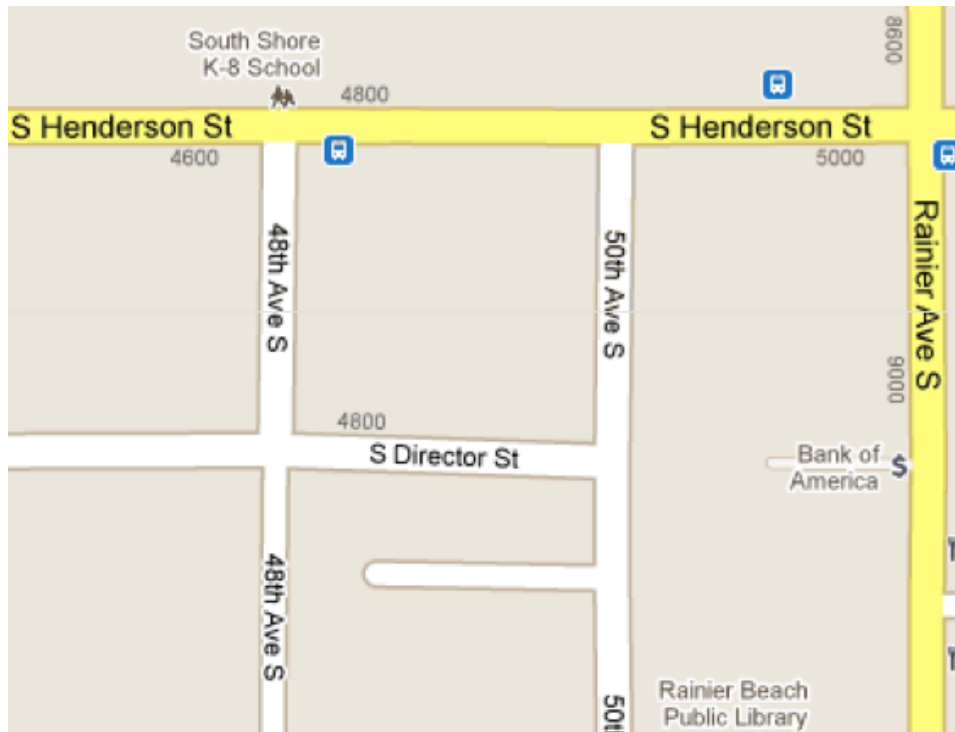 8600
South Shore
K-8 School
4800
S Henderson St
S Henderson St
4600
5000
48th Ave S
50th Ave S
Rainier Ave S
9000
4800
S Director St
Bank of
America
$
48th Ave S
Rainier Beach
Public Library
50t